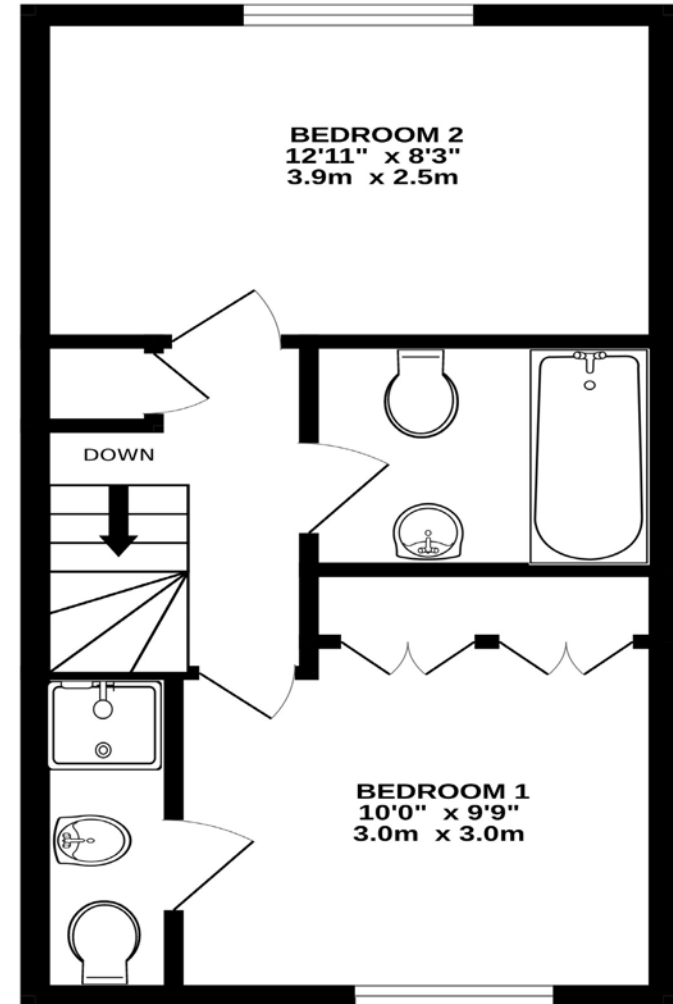 BEDROOM 2
12'11" x 8'3"
3.9m x 2.5m
DOWN
BEDROOM 1
10'0" x 9'9"
3.0m x 3.0m